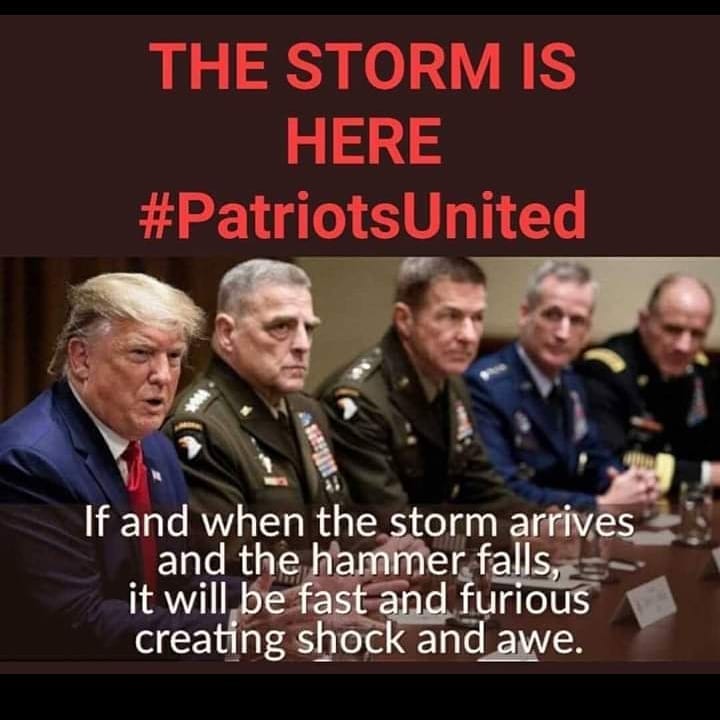 THE STORM IS
HERE
#PatriotsUnited
If and when the storm arrives
and the hammer falls,
it will be fast and furious
creating shock and awe.